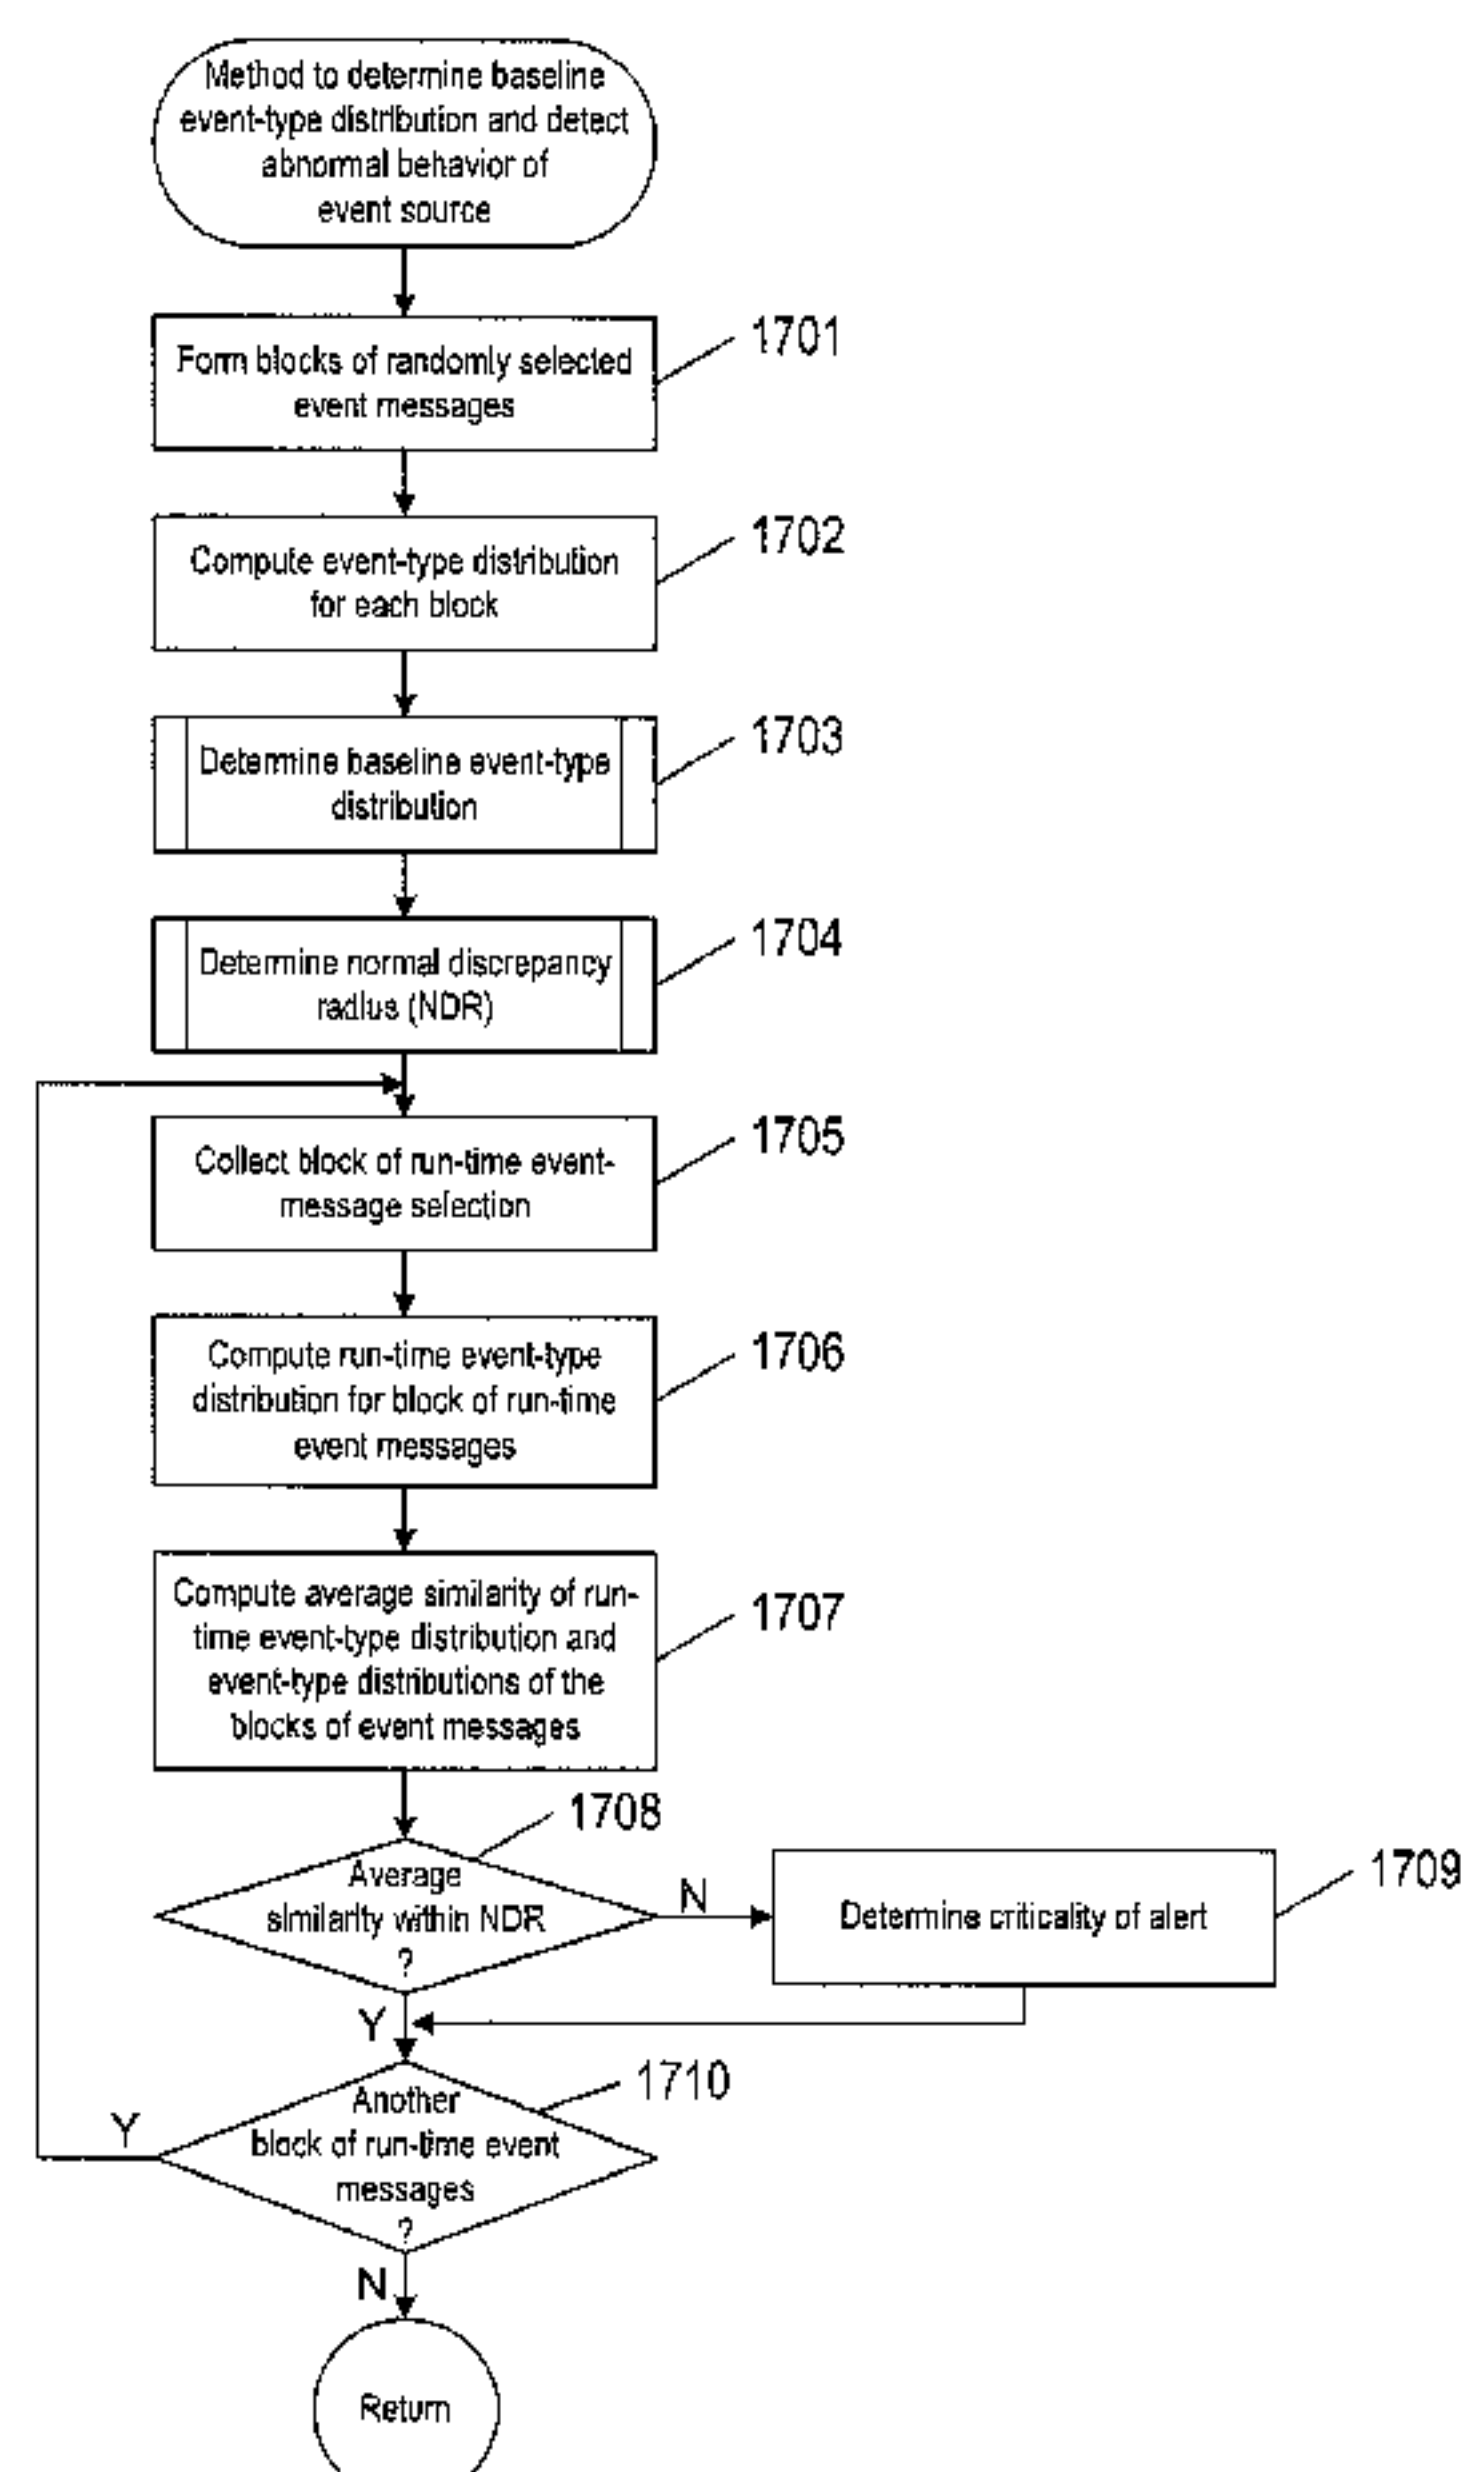 Method to determine baseline
event-type distribution and detect
abnormal behavior of
event source
1701
Form blocks of randomly selected
event messages
1702
Compute event-type distribution
for each block
1703
Determine baseline event-type
distribution
1704
Determine normal discrepancy
radius (NDR)
1705
Collect block of run-time event-
message selection
1706
Compute run-time event-type
distribution for block of run-time
event messages
1707
Compute average similarity of run-
time event-type distribution and
event-type distributions of the
blocks of event messages
1708
Average
similarity within NDR
?
N
1709
Determine criticality of alert
Y
1710
Another
block of run-time event
messages
?
Y
N
Return